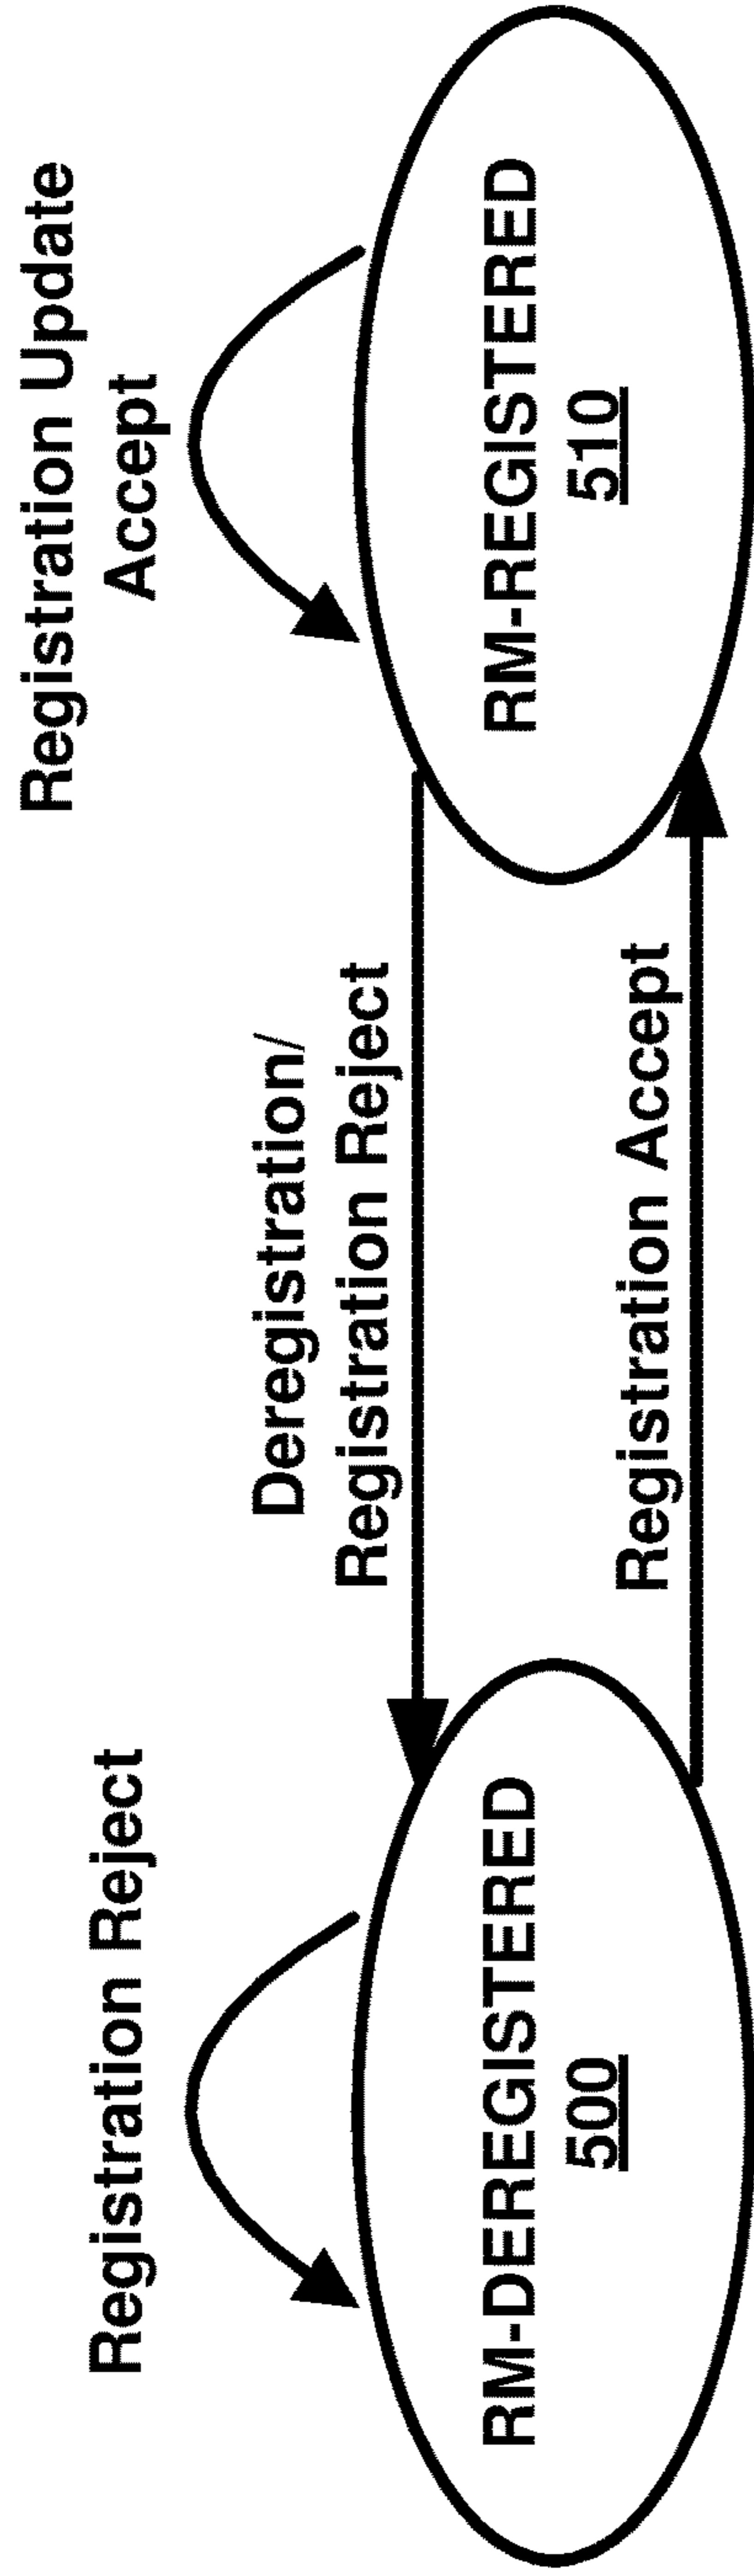 Registration Reject
RM-DEREGISTERED
500
Deregistration/
Registration Reject
Registration Accept
Registration Update
Accept
RM-REGISTERED
510